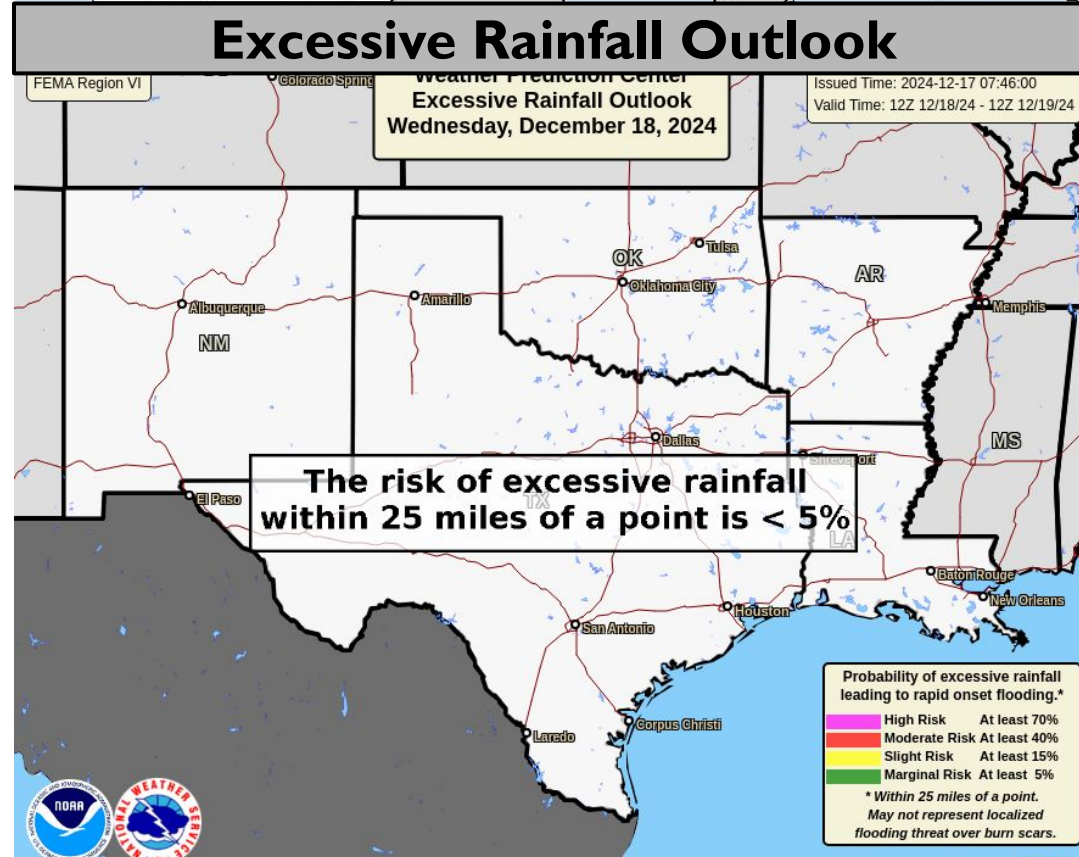 Excessive Rainfall Outlook
FEMA Region VI
Weather Prediction Center
Excessive Rainfall Outlook
Wednesday, December 18, 2024
Issued Time: 2024-12-17 07:46:00
Valid Time: 12Z 12/18/24 - 12Z 12/19/24
Colorado Spring
Tulsa
OK
Oklahoma City
AR
Albuquerque
Amarillo
Memphis
NM
Dallas
MS
Shreveport
The risk of excessive rainfall
within 25 miles of a point is < 5%
El Paso
TX
LA
Baton Rouge
New Orleans
Houston
San Antonio
Corpus Christi
Laredo
Probability of excessive rainfall
leading to rapid onset flooding.*
High Risk At least 70%
Moderate Risk At least 40%
Slight Risk At least 15%
Marginal Risk At least 5%
* Within 25 miles of a point.
May not represent localized
flooding threat over burn scars.
NOAA
NATIONAL WEATHER SERVICE